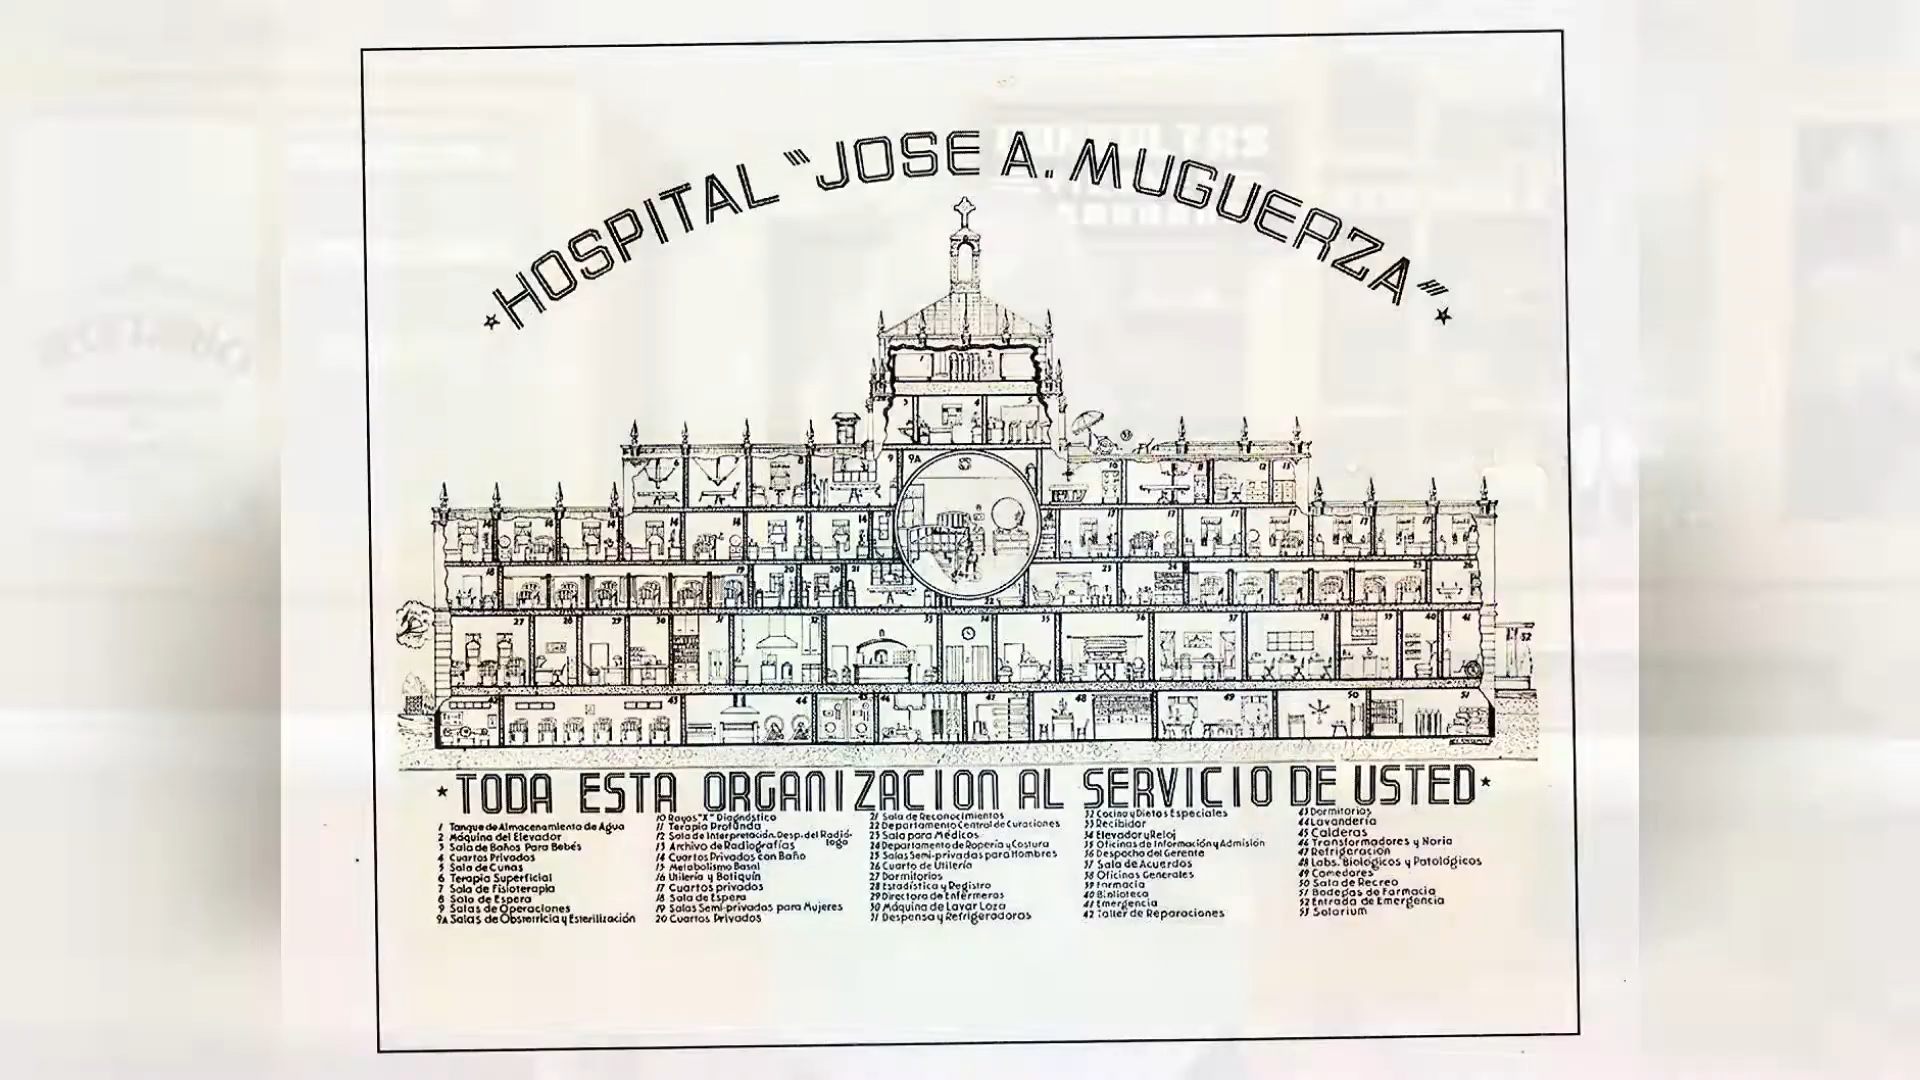 HOSPITAL "JOSE A. MUGUERZA"
TODA ESTA ORGANIZACION AL SERVICIO DE USTED
1 Tanque de Almacenamiento de Agua
2 Máquina del Elevador
3 Sala de Baños Para Bebés
4 Cuartos Privados
5 Sala de Cunas
6 Terapia Superficial
7 Sala de Fisioterapia
8 Sala de Espera
9 Salas de Operaciones
9A Salas de Obstetricia y Esterilización
10 Rayos "X" Diagnóstico
11 Terapia Profunda
12 Sala de Interpretación. Desp. del Radió-
logo
13 Archivo de Radiografías
14 Cuartos Privados con Baño
15 Metabolismo Basal
16 Utilería y Botiquín
17 Cuartos privados
18 Sala de Espera
19 Salas Semi-privadas para Mujeres
20 Cuartos Privados
21 Sala de Reconocimientos
22 Departamento Central de Curaciones
23 Sala para Médicos
24 Departamento de Ropería y Costura
25 Salas Semi-privadas para Hombres
26 Cuarto de Utilería
27 Dormitorios
28 Estadística y Registro
29 Directora de Enfermeras
30 Máquina de Lavar Loza
31 Despensa y Refrigeradoras
32 Cocina y Dietas Especiales
33 Recibidor
34 Elevador y Reloj
35 Oficinas de Información y Admisión
36 Despacho del Gerente
37 Sala de Acuerdos
38 Oficinas Generales
39 Farmacia
40 Biblioteca
41 Emergencia
42 Taller de Reparaciones
43 Dormitorios
44 Lavandería
45 Calderas
46 Transformadores y Noria
47 Refrigeración
48 Labs. Biológicos y Patológicos
49 Comedores
50 Sala de Recreo
51 Bodegas de Farmacia
52 Entrada de Emergencia
53 Solarium